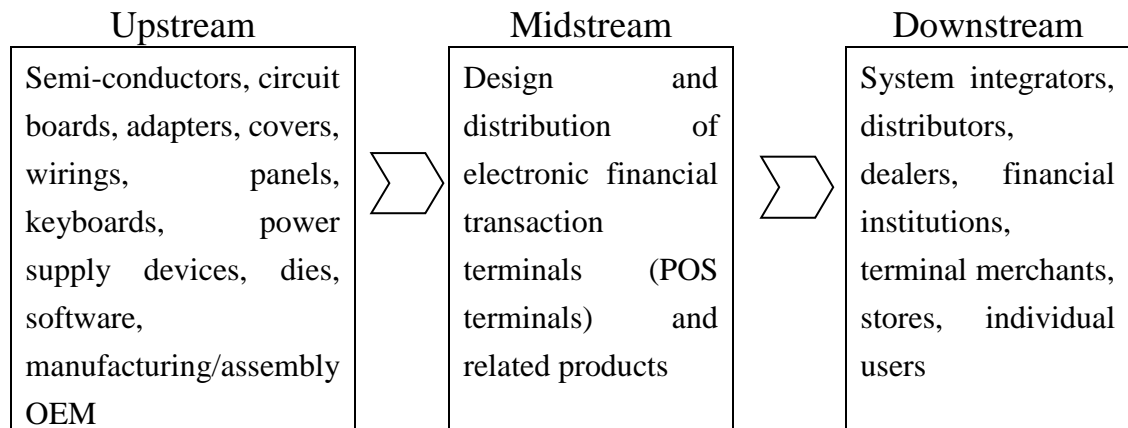 Upstream
Semi-conductors, circuit
boards, adapters, covers,
wirings, panels,
keyboards, power
supply devices, dies,
software,
manufacturing/assembly
OEM
Midstream
Design and
distribution of
electronic financial
transaction
terminals (POS
terminals) and
related products
Downstream
System integrators,
distributors,
dealers, financial
institutions,
terminal merchants,
stores, individual
users